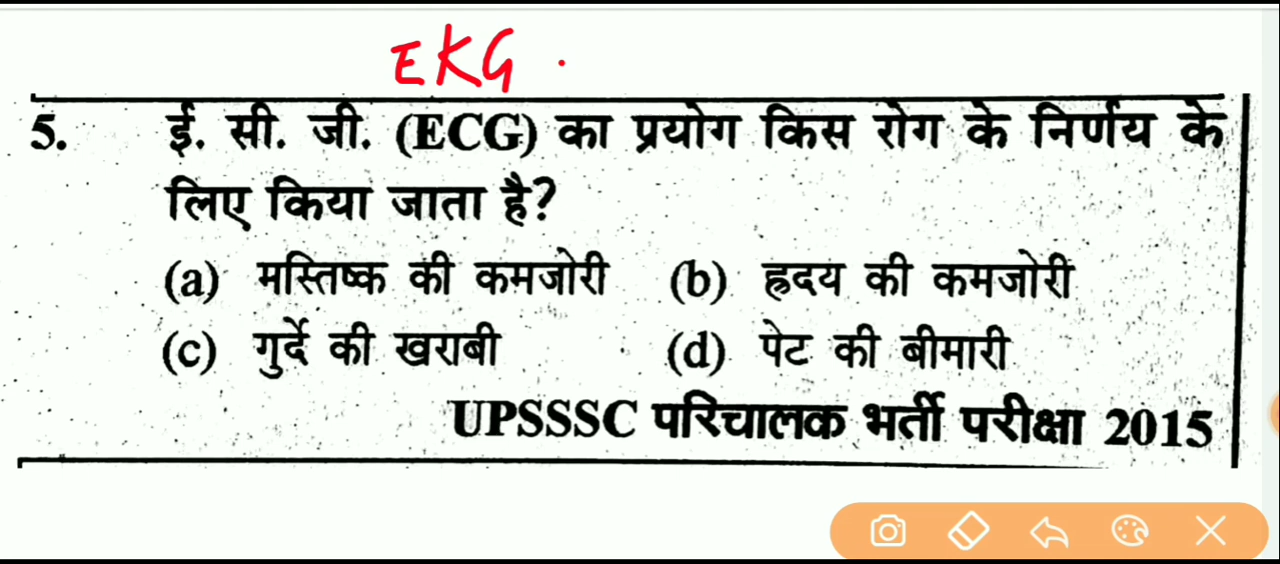 EKG.
5. ई. सी. जी. (ECG) का प्रयोग किस रोग के निर्णय के
लिए किया जाता है?
(a) मस्तिष्क की कमजोरी (b) हृदय की कमजोरी
(c) गुर्दे की खराबी (d) पेट की बीमारी
UPSSSC परिचालक भर्ती परीक्षा 2015